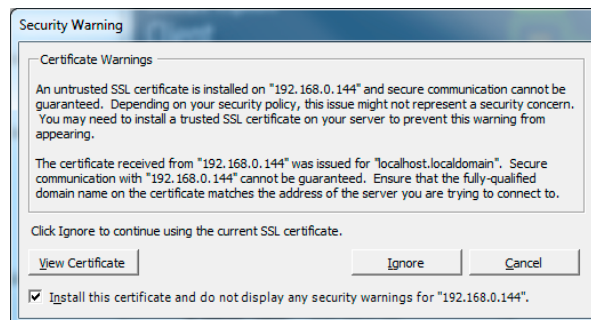 Security Warning
Certificate Warnings
An untrusted SSL certificate is installed on "192.168.0.144" and secure communication cannot be
guaranteed. Depending on your security policy, this issue might not represent a security concern.
You may need to install a trusted SSL certificate on your server to prevent this warning from
appearing.
The certificate received from "192.168.0.144" was issued for "localhost.localdomain". Secure
communication with "192.168.0.144" cannot be guaranteed. Ensure that the fully-qualified
domain name on the certificate matches the address of the server you are trying to connect to.
Click Ignore to continue using the current SSL certificate.
View Certificate Ignore Cancel
Install this certificate and do not display any security warnings for "192.168.0.144".